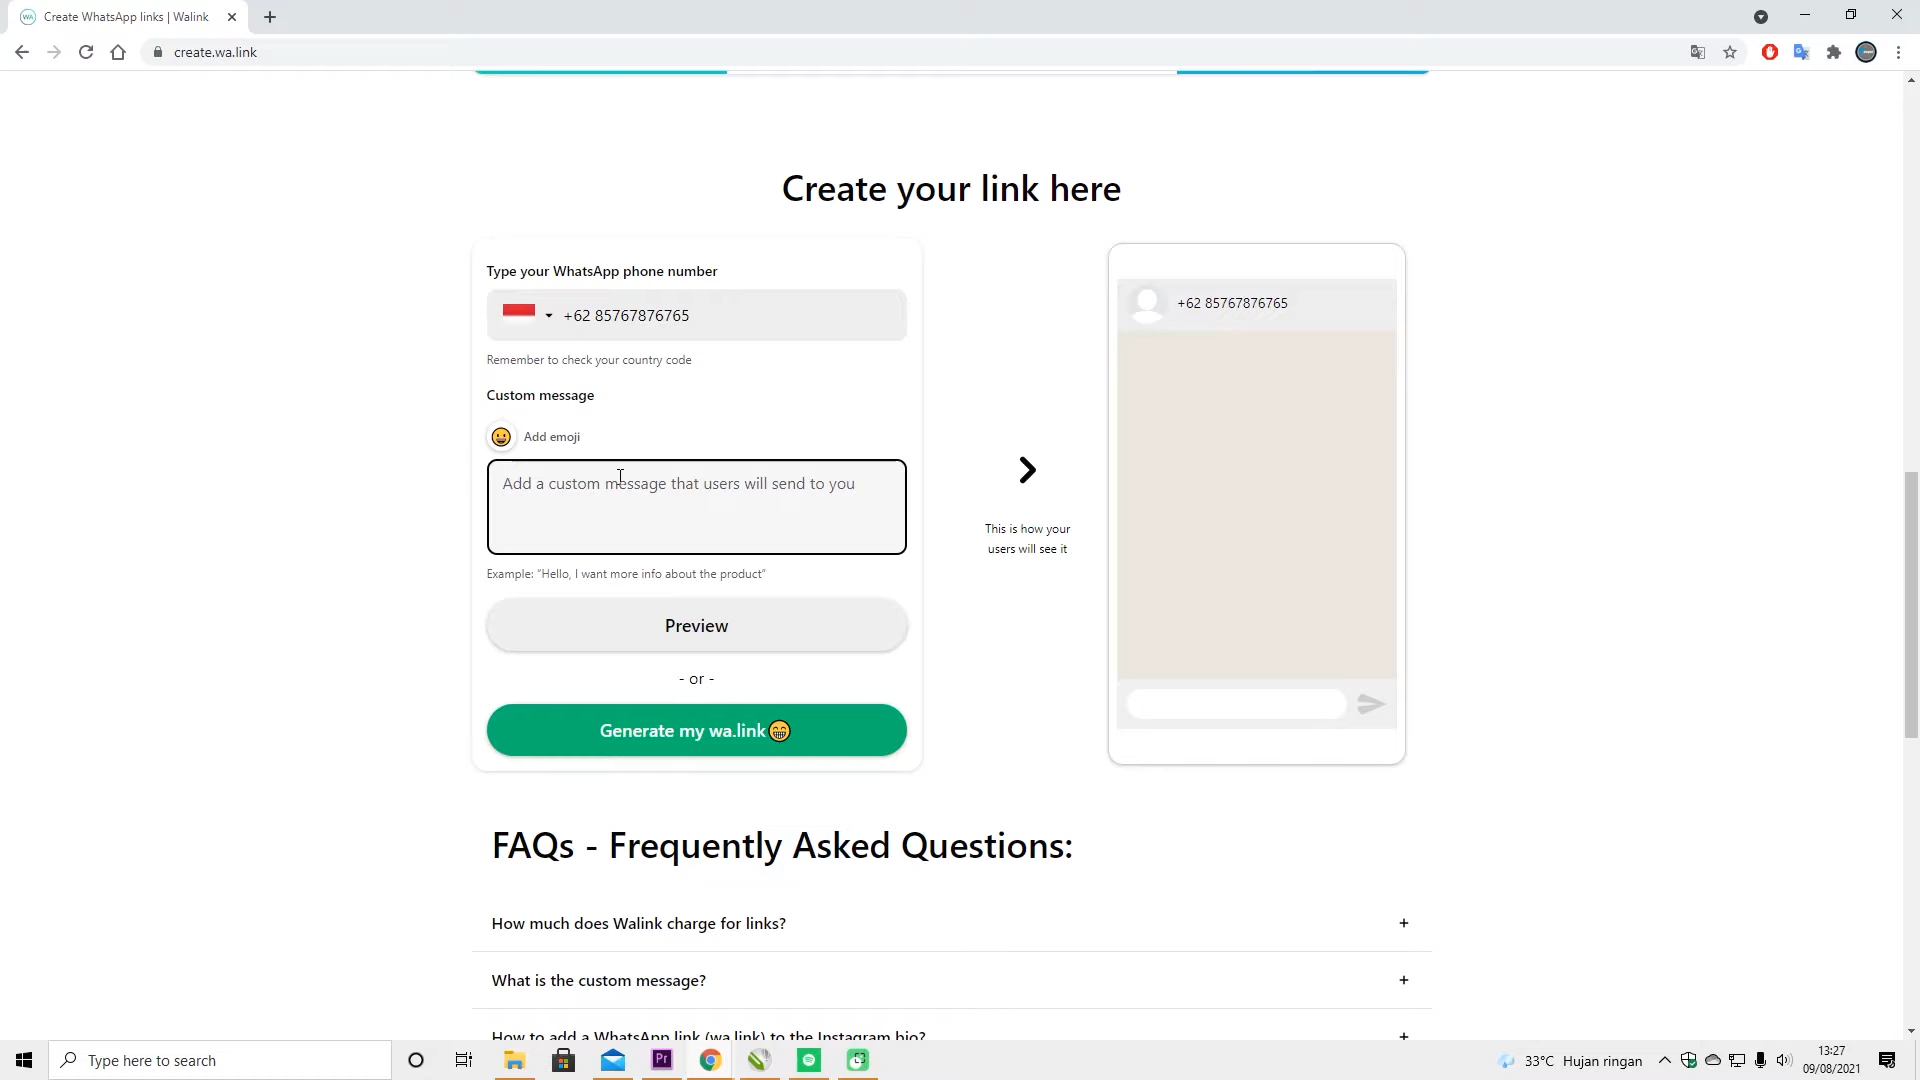 Create WhatsApp links | Walink
create.wa.link
Create your link here
Type your WhatsApp phone number
+62 85767876765
Remember to check your country code
Custom message
Add emoji
Add a custom message that users will send to you
Example: "Hello, I want more info about the product"
Preview
- or -
Generate my wa.link
This is how your
users will see it
+62 85767876765
FAQs - Frequently Asked Questions:
How much does Walink charge for links?
+
What is the custom message?
+
How to add a WhatsApp link (wa.link) to the Instagram bio?
+
Type here to search
Pr
33°C Hujan ringan
13:27
09/08/2021